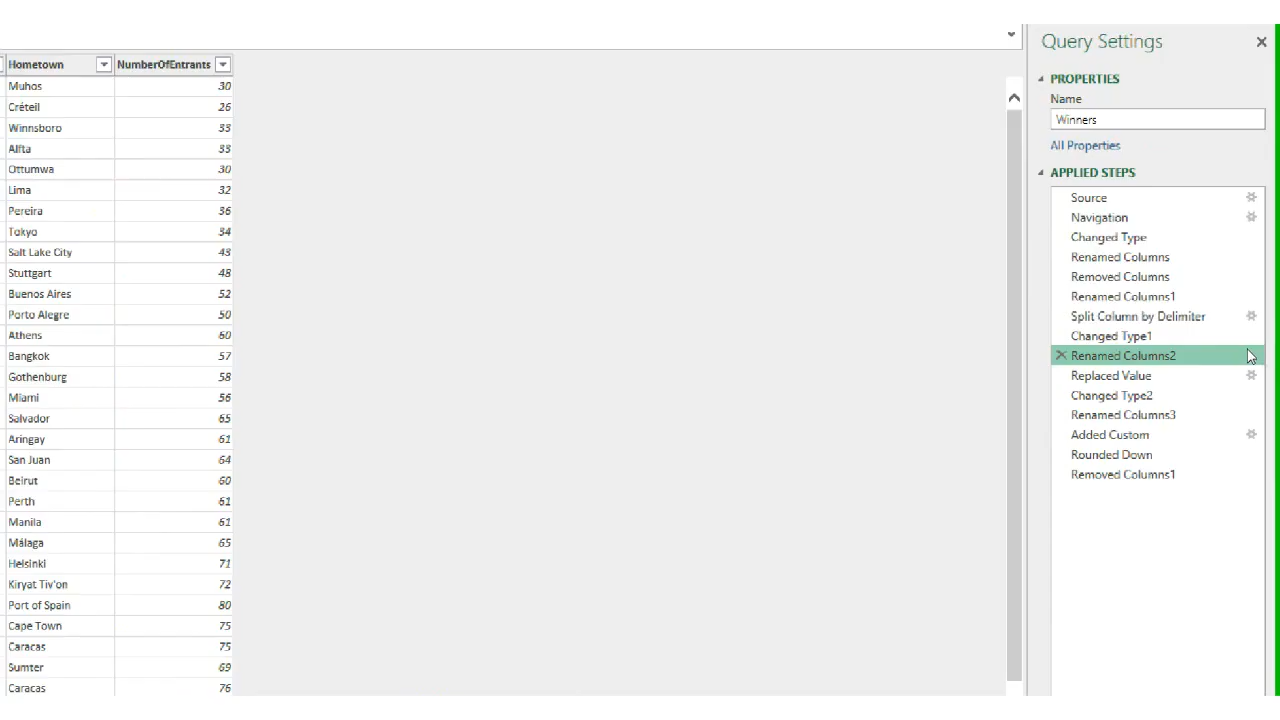 Hometown NumberOfEntrants
Muhos 30
Créteil 26
Winnsboro 33
Alfta 33
Ottumwa 30
Lima 32
Pereira 36
Tokyo 34
Salt Lake City 43
Stuttgart 48
Buenos Aires 52
Porto Alegre 50
Athens 60
Bangkok 57
Gothenburg 58
Miami 56
Salvador 65
Aringay 61
San Juan 64
Beirut 60
Perth 61
Manila 61
Málaga 65
Helsinki 71
Kiryat Tiv'on 72
Port of Spain 80
Cape Town 75
Caracas 75
Sumter 69
Caracas 76
Query Settings
PROPERTIES
Name
Winners
All Properties
APPLIED STEPS
Source
Navigation
Changed Type
Renamed Columns
Removed Columns
Renamed Columns1
Split Column by Delimiter
Changed Type1
Renamed Columns2
Replaced Value
Changed Type2
Renamed Columns3
Added Custom
Rounded Down
Removed Columns1